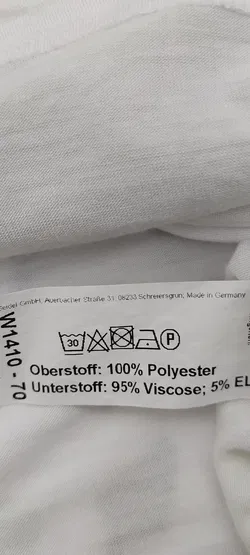 Seidel GmbH; Auerbacher Straße 31; 08233 Schreiersgrün; Made in Germany
W1410 - 70
30
P
Oberstoff: 100% Polyester
Unterstoff: 95% Viscose; 5% EL